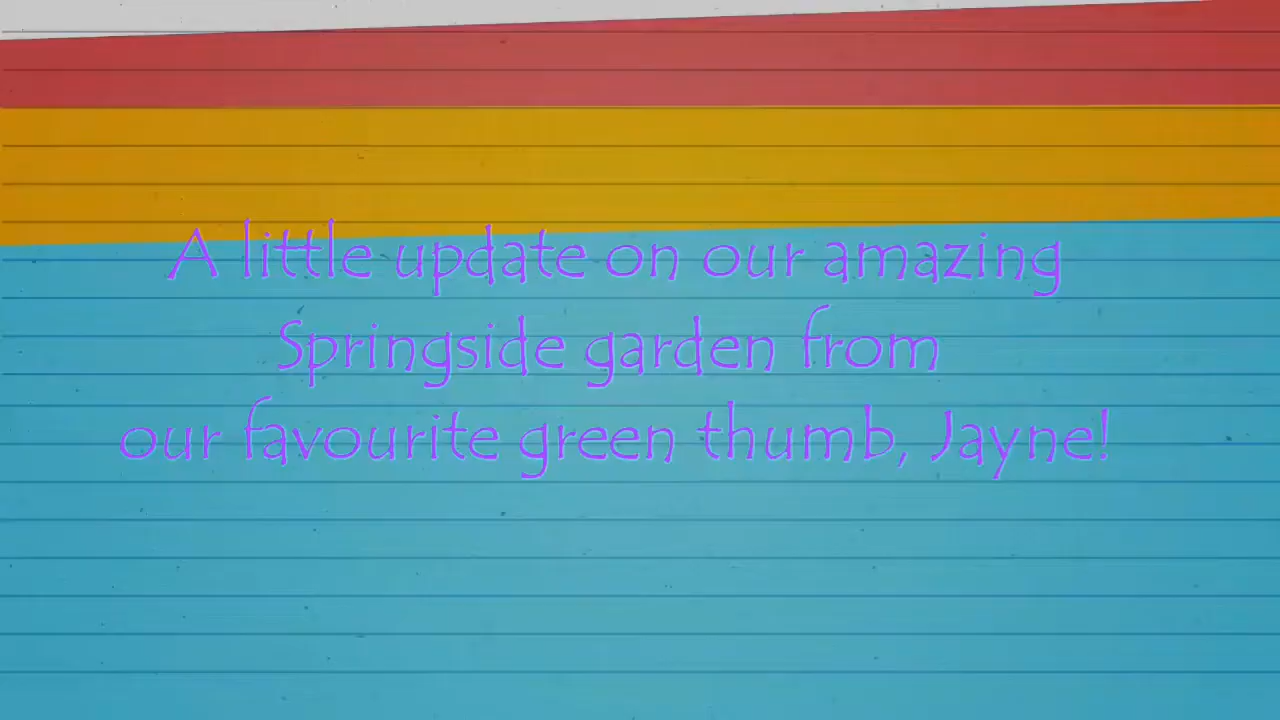 A little update on our amazing
Springside garden from
our favourite green thumb, Jayne!